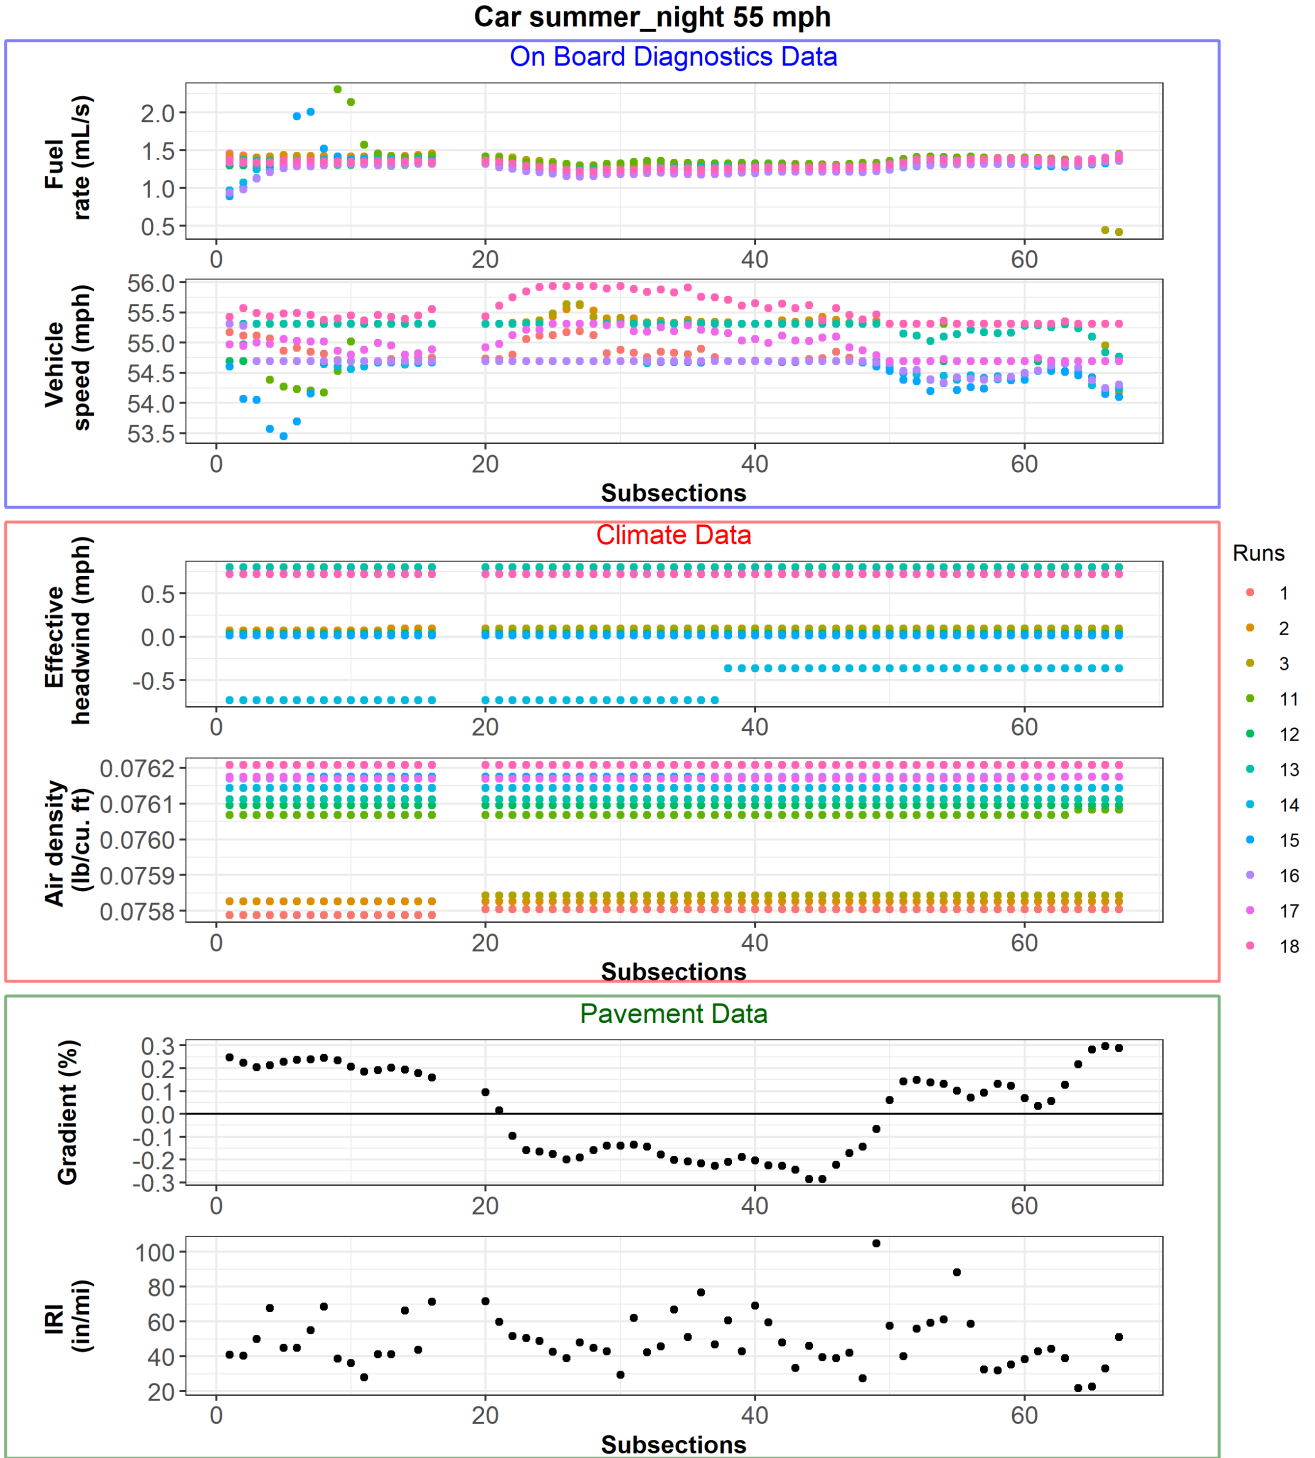 Car summer_night 55 mph
On Board Diagnostics Data
Fuel
rate (mL/s)
2.0
1.5
1.0
0.5
0 20 40 60
Vehicle
speed (mph)
56.0
55.5
55.0
54.5
54.0
53.5
0 20 40 60
Subsections
Climate Data
Effective
headwind (mph)
0.5
0.0
-0.5
0 20 40 60
Air density
(lb/cu. ft)
0.0762
0.0761
0.0760
0.0759
0.0758
0 20 40 60
Subsections
Runs
1
2
3
11
12
13
14
15
16
17
18
Pavement Data
Gradient (%)
0.3
0.2
0.1
0.0
-0.1
-0.2
-0.3
0 20 40 60
IRI
(in/mi)
100
80
60
40
20
0 20 40 60
Subsections